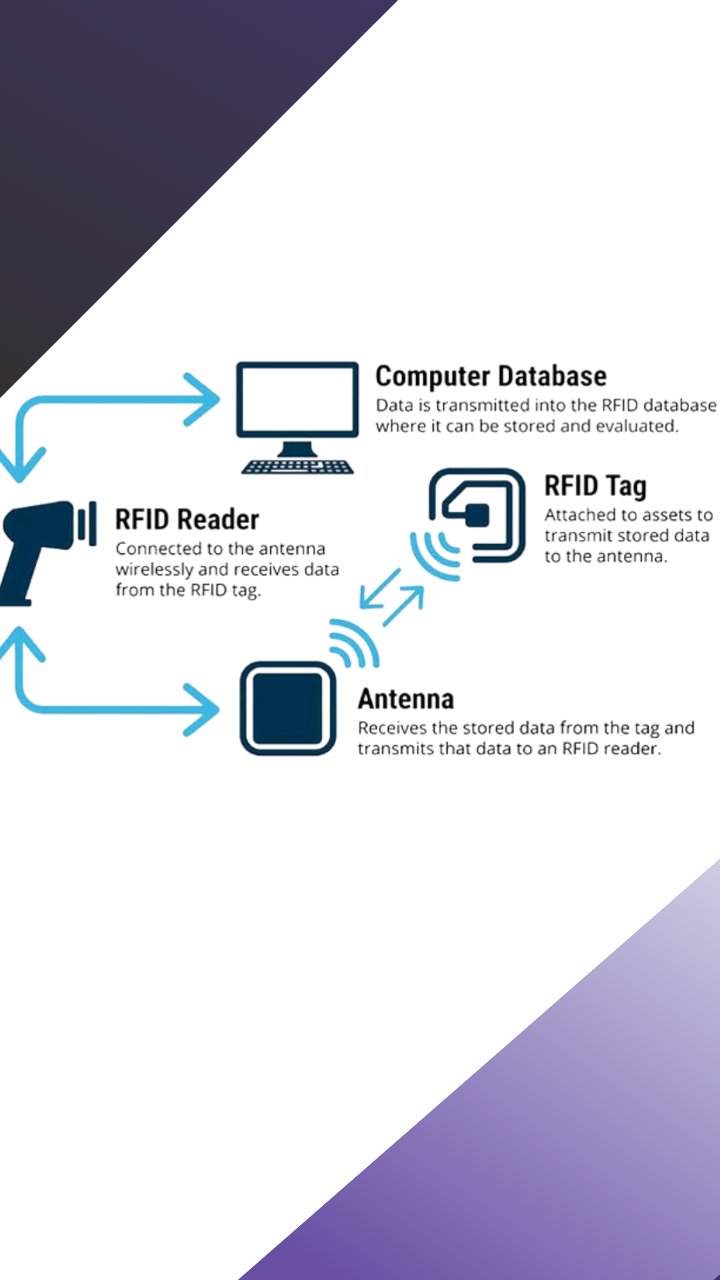 Computer Database
Data is transmitted into the RFID database
where it can be stored and evaluated.
RFID Tag
Attached to assets to
transmit stored data
to the antenna.
RFID Reader
Connected to the antenna
wirelessly and receives data
from the RFID tag.
Antenna
Receives the stored data from the tag and
transmits that data to an RFID reader.